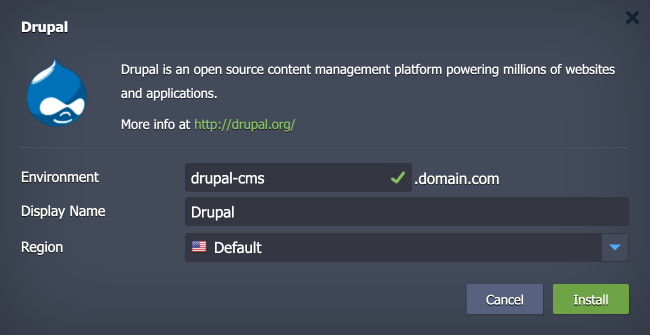 Drupal
Drupal is an open source content management platform powering millions of websites
and applications.
More info at http://drupal.org/
Environment drupal-cms .domain.com
Display Name Drupal
Region Default
Cancel Install